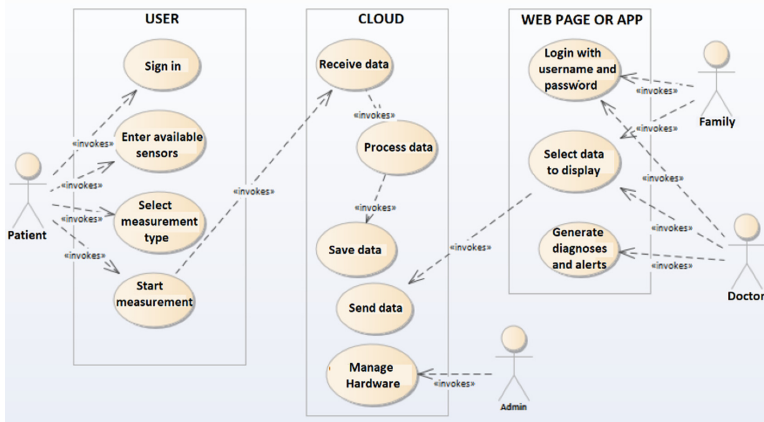 USER
CLOUD
WEB PAGE OR APP
Sign in
Enter available
sensors
Select
measurement
type
Start
measurement
Patient
«invokes»
«invokes»
«invokes»
«invokes»
«invokes»
Receive data
Process data
Save data
Send data
Manage
Hardware
«invokes»
«invokes»
«invokes»
«invokes»
Admin
Login with
username and
password
Select data
to display
Generate
diagnoses
and alerts
«invokes»
«invokes»
«invokes»
«invokes»
«invokes»
Family
Doctor